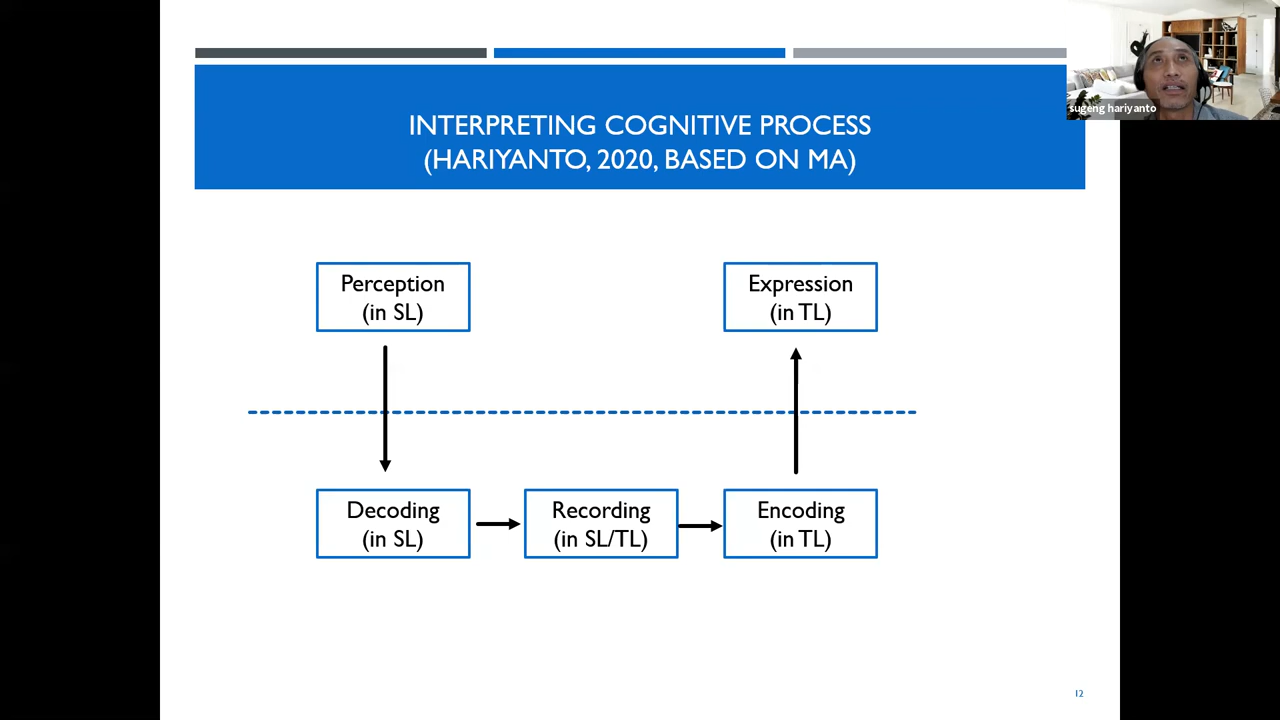 sugeng hariyanto
INTERPRETING COGNITIVE PROCESS
(HARIYANTO, 2020, BASED ON MA)
Perception
(in SL)
Expression
(in TL)
Decoding
(in SL)
Recording
(in SL/TL)
Encoding
(in TL)
12